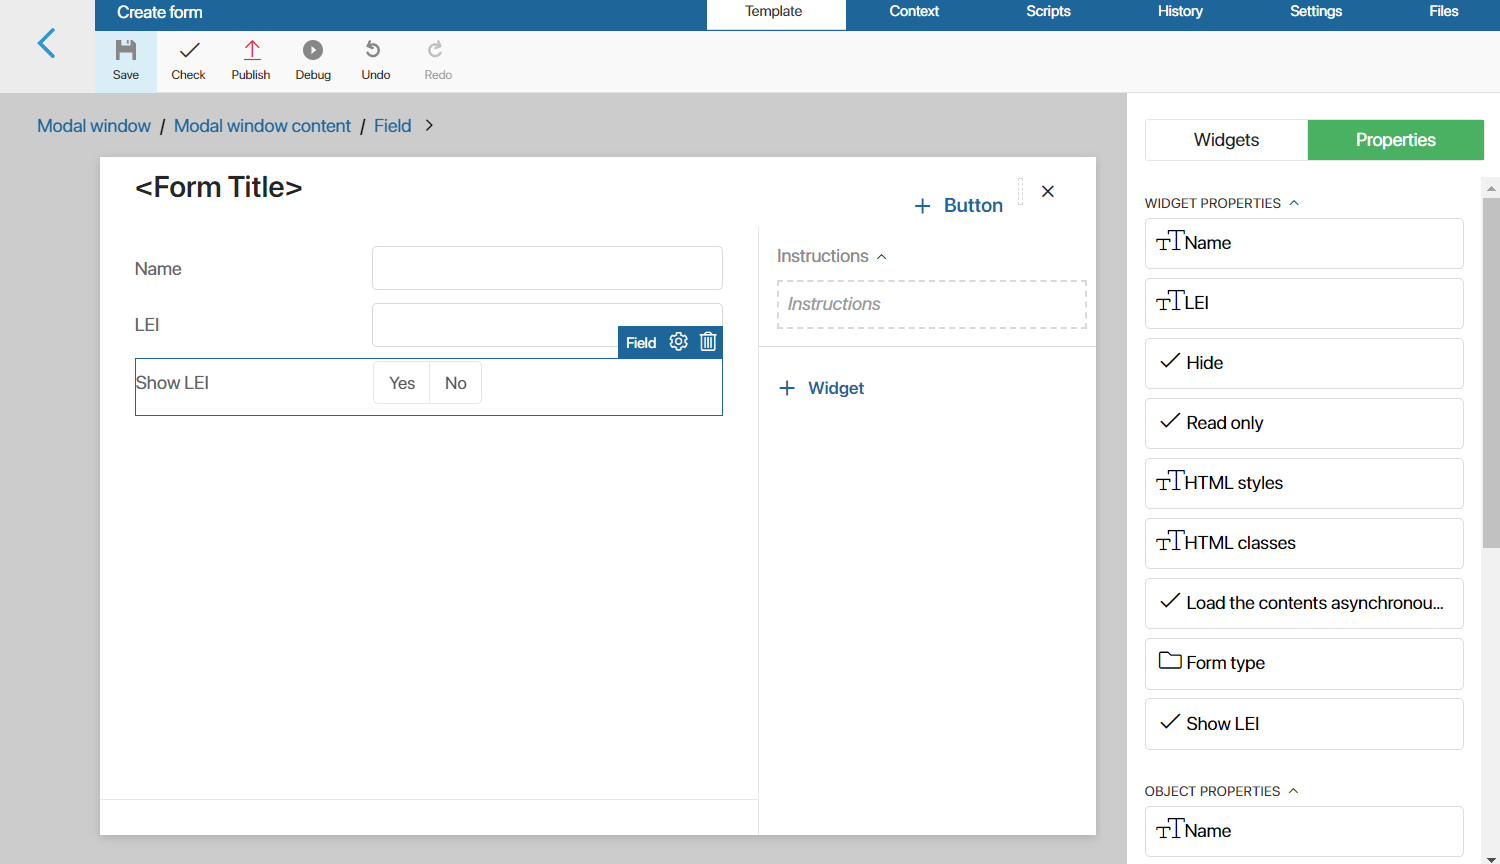 Create form
Template
Context
Scripts
History
Settings
Files
Save
Check
Publish
Debug
Undo
Redo
Modal window / Modal window content / Field
Widgets
Properties
<Form Title>
+ Button
Name
LEI
Field
Show LEI
Yes
No
Instructions
Instructions
+ Widget
WIDGET PROPERTIES
Name
LEI
Hide
Read only
HTML styles
HTML classes
Load the contents asynchronou...
Form type
Show LEI
OBJECT PROPERTIES
Name